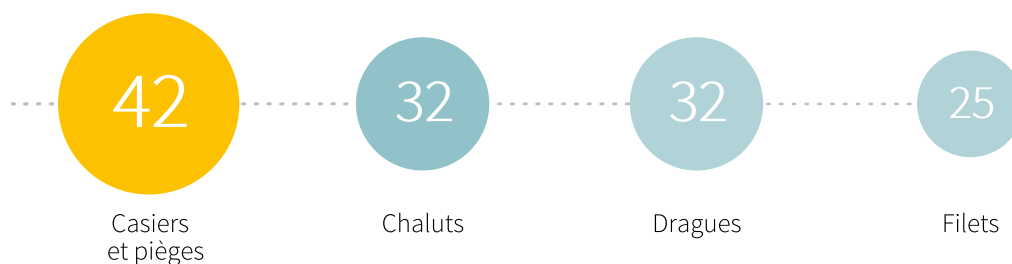 42
32
32
25
Casiers
et pièges
Chaluts
Dragues
Filets